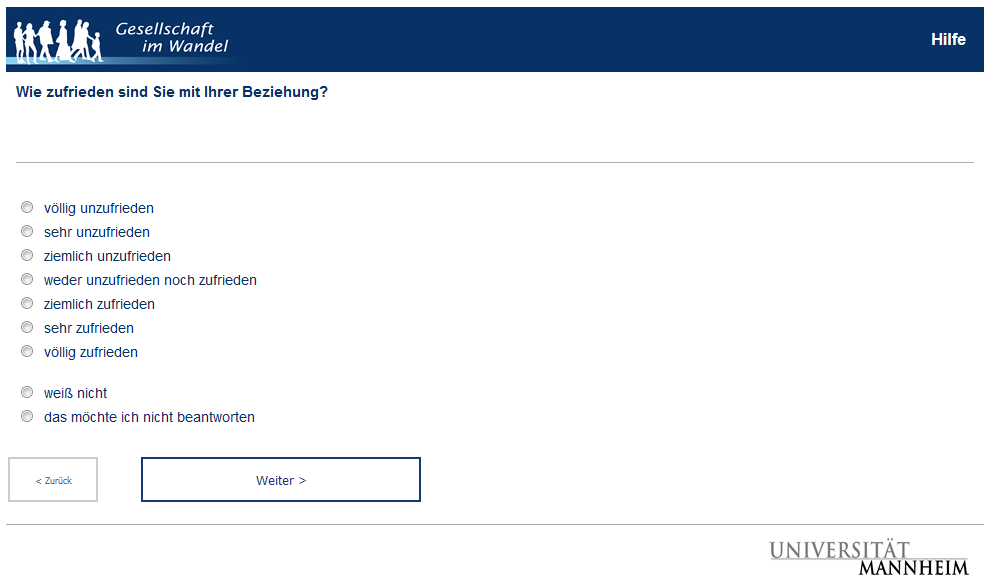 Gesellschaft
im Wandel
Hilfe
Wie zufrieden sind Sie mit Ihrer Beziehung?
völlig unzufrieden
sehr unzufrieden
ziemlich unzufrieden
weder unzufrieden noch zufrieden
ziemlich zufrieden
sehr zufrieden
völlig zufrieden
weiß nicht
das möchte ich nicht beantworten
< Zurück
Weiter >
UNIVERSITÄT
MANNHEIM